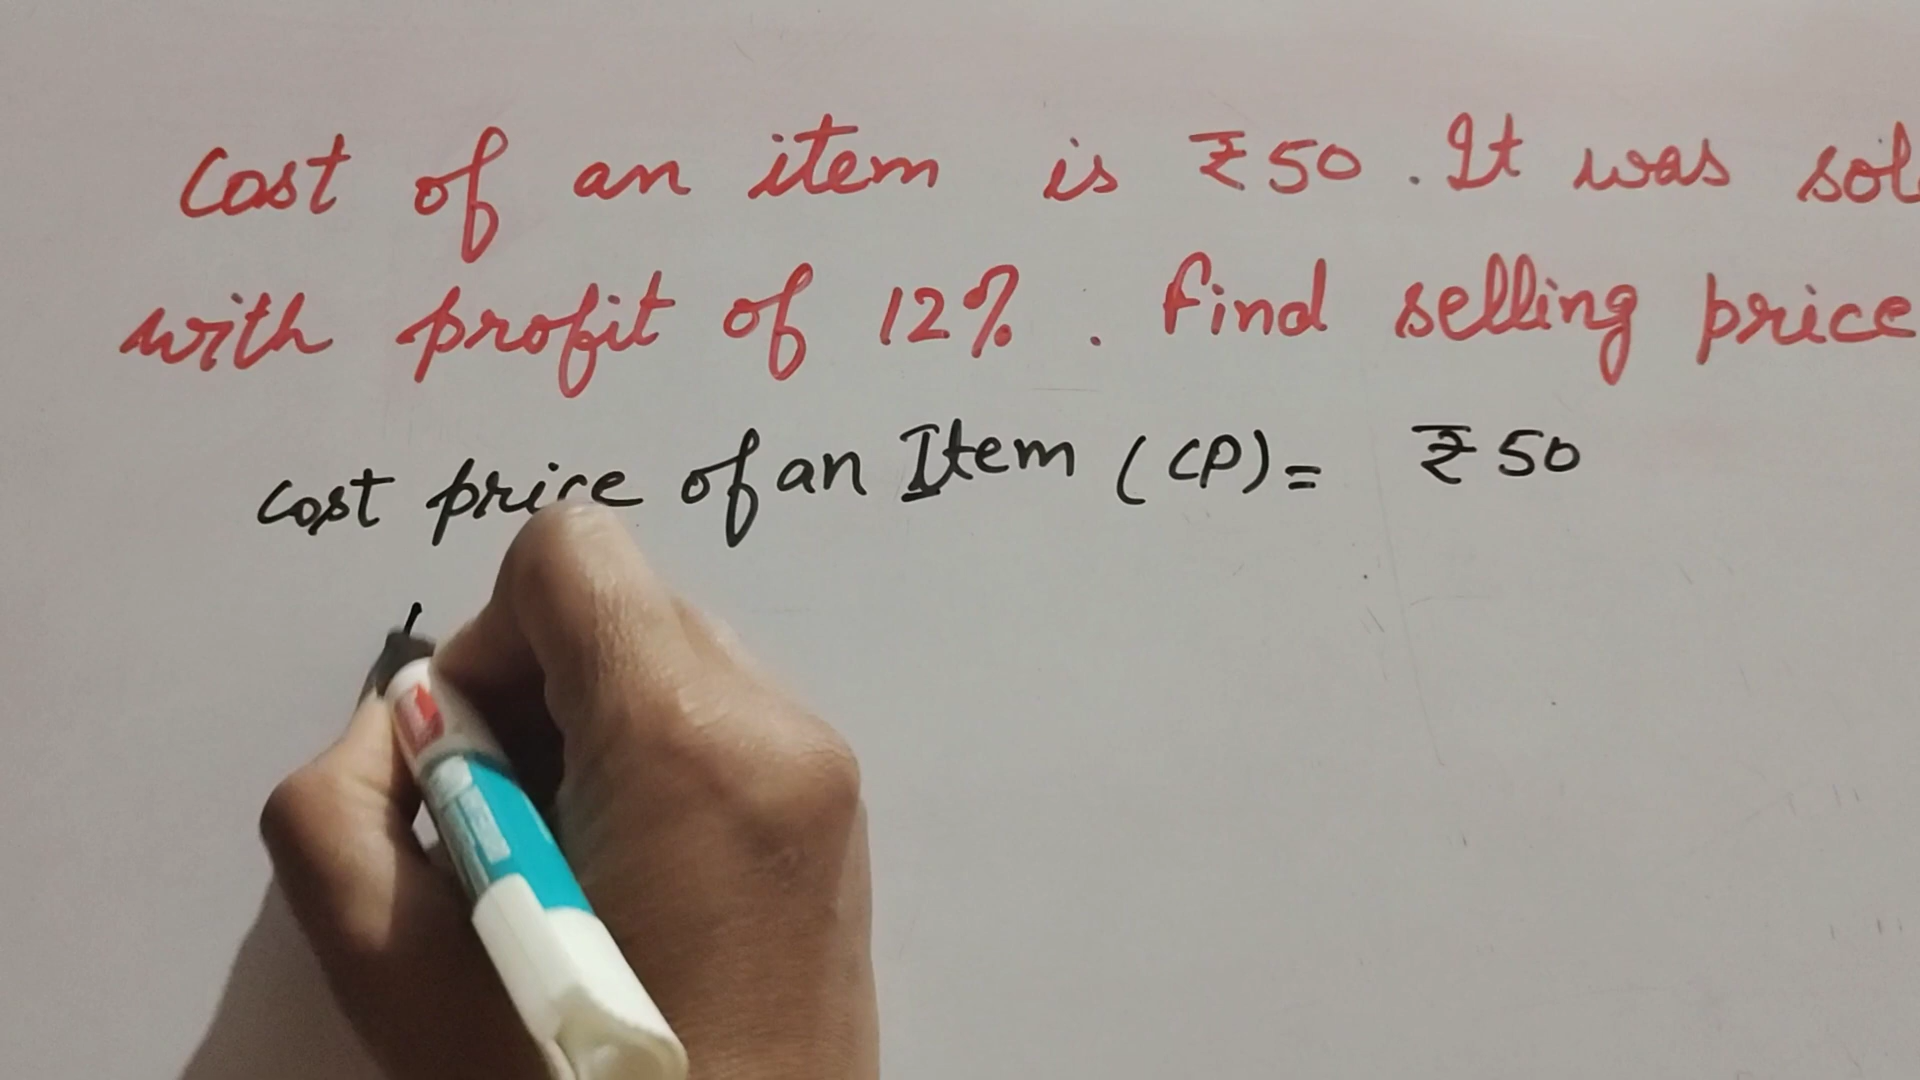 Cost of an item is ₹50. It was
with profit of 12%. Find selling price
cost price of an Item (CP) = ₹50